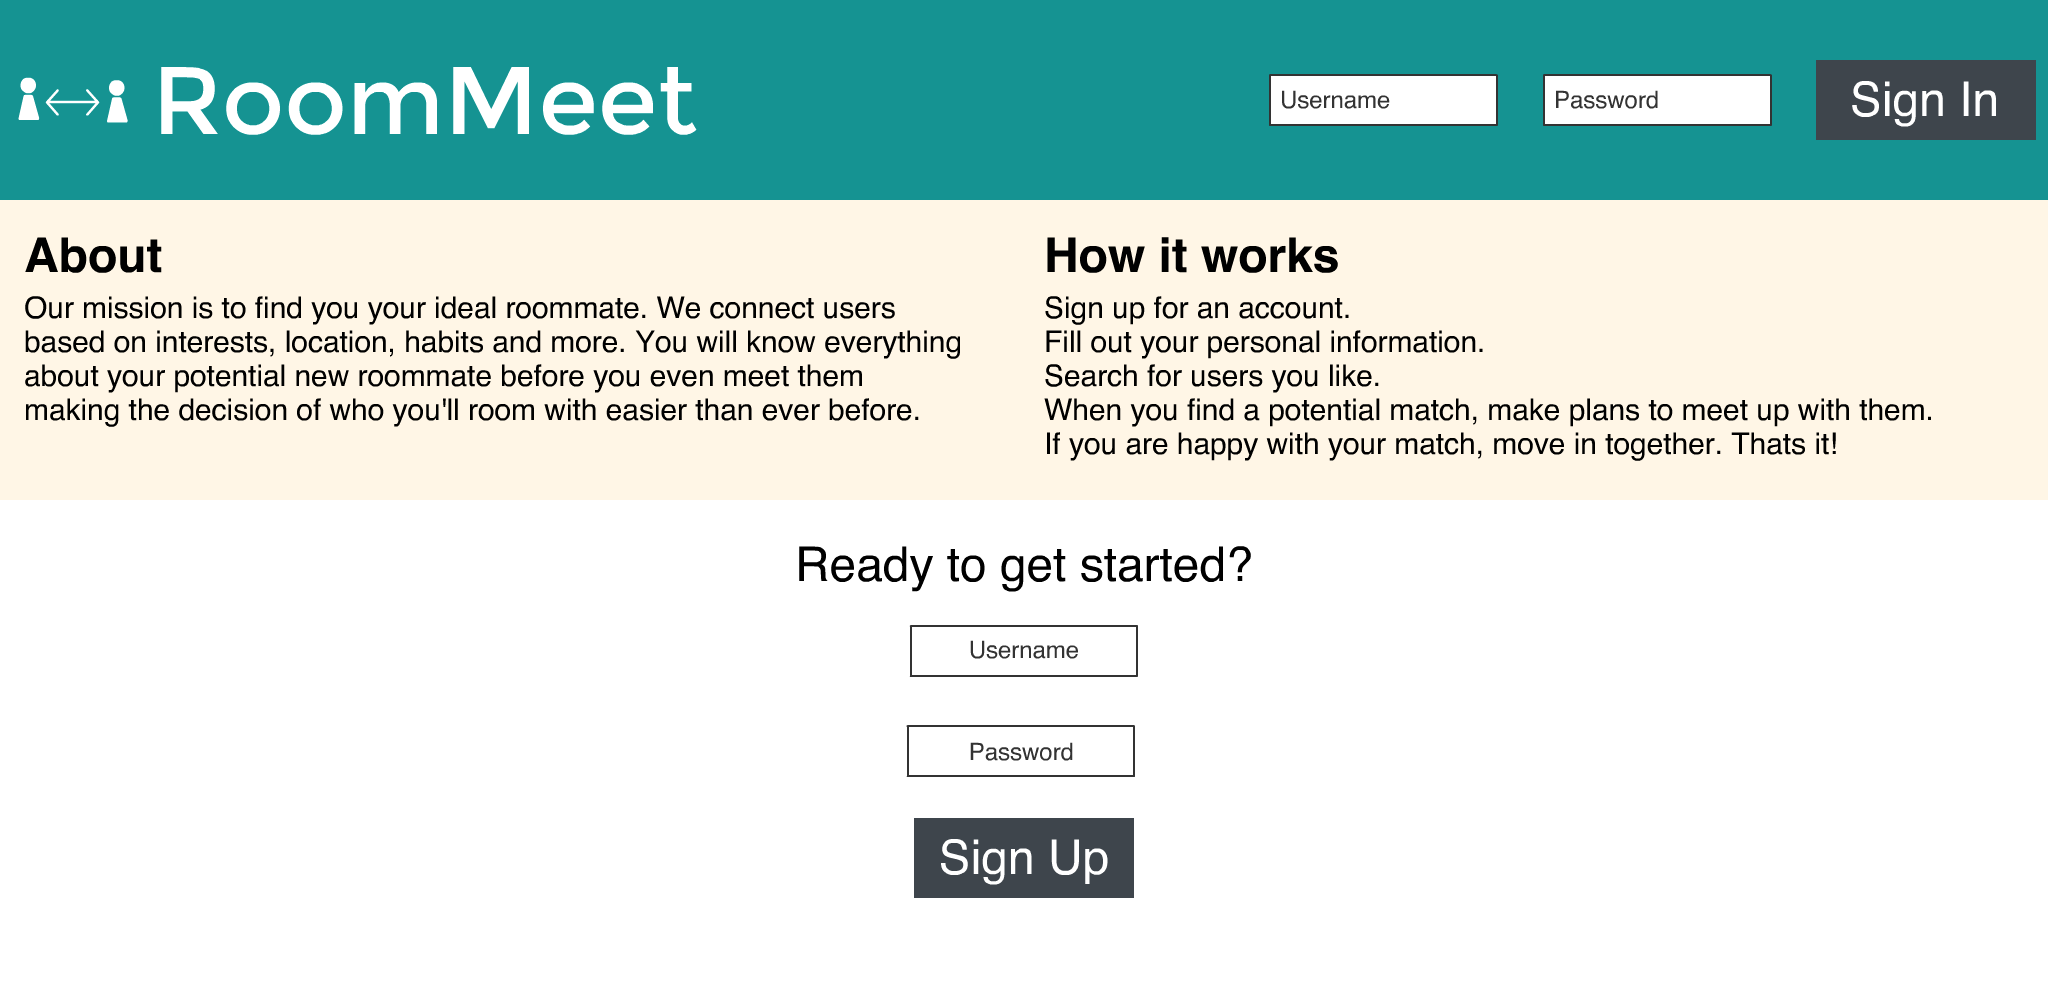 RoomMeet
Username
Password
Sign In
About
Our mission is to find you your ideal roommate. We connect users
based on interests, location, habits and more. You will know everything
about your potential new roommate before you even meet them
making the decision of who you'll room with easier than ever before.
How it works
Sign up for an account.
Fill out your personal information.
Search for users you like.
When you find a potential match, make plans to meet up with them.
If you are happy with your match, move in together. Thats it!
Ready to get started?
Username
Password
Sign Up